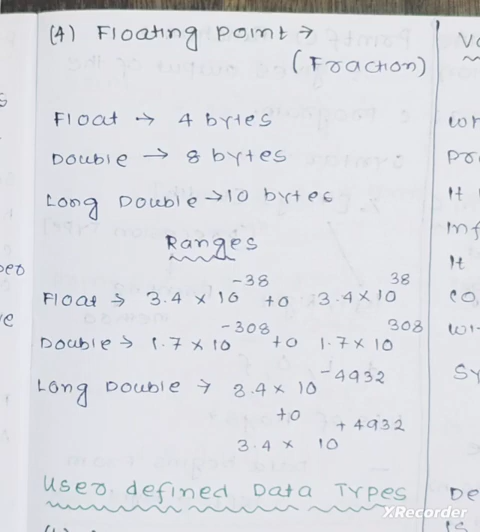 (4) Floating point →
(Fraction)
Float → 4 bytes
Double → 8 bytes
Long Double → 10 bytes
Ranges
Float → 3.4 × 10^-38 to 3.4 × 10^38
Double → 1.7 × 10^-308 to 1.7 × 10^308
Long Double → 3.4 × 10^-4932
to
3.4 × 10^+4932
User defined Data Types
XRecorder